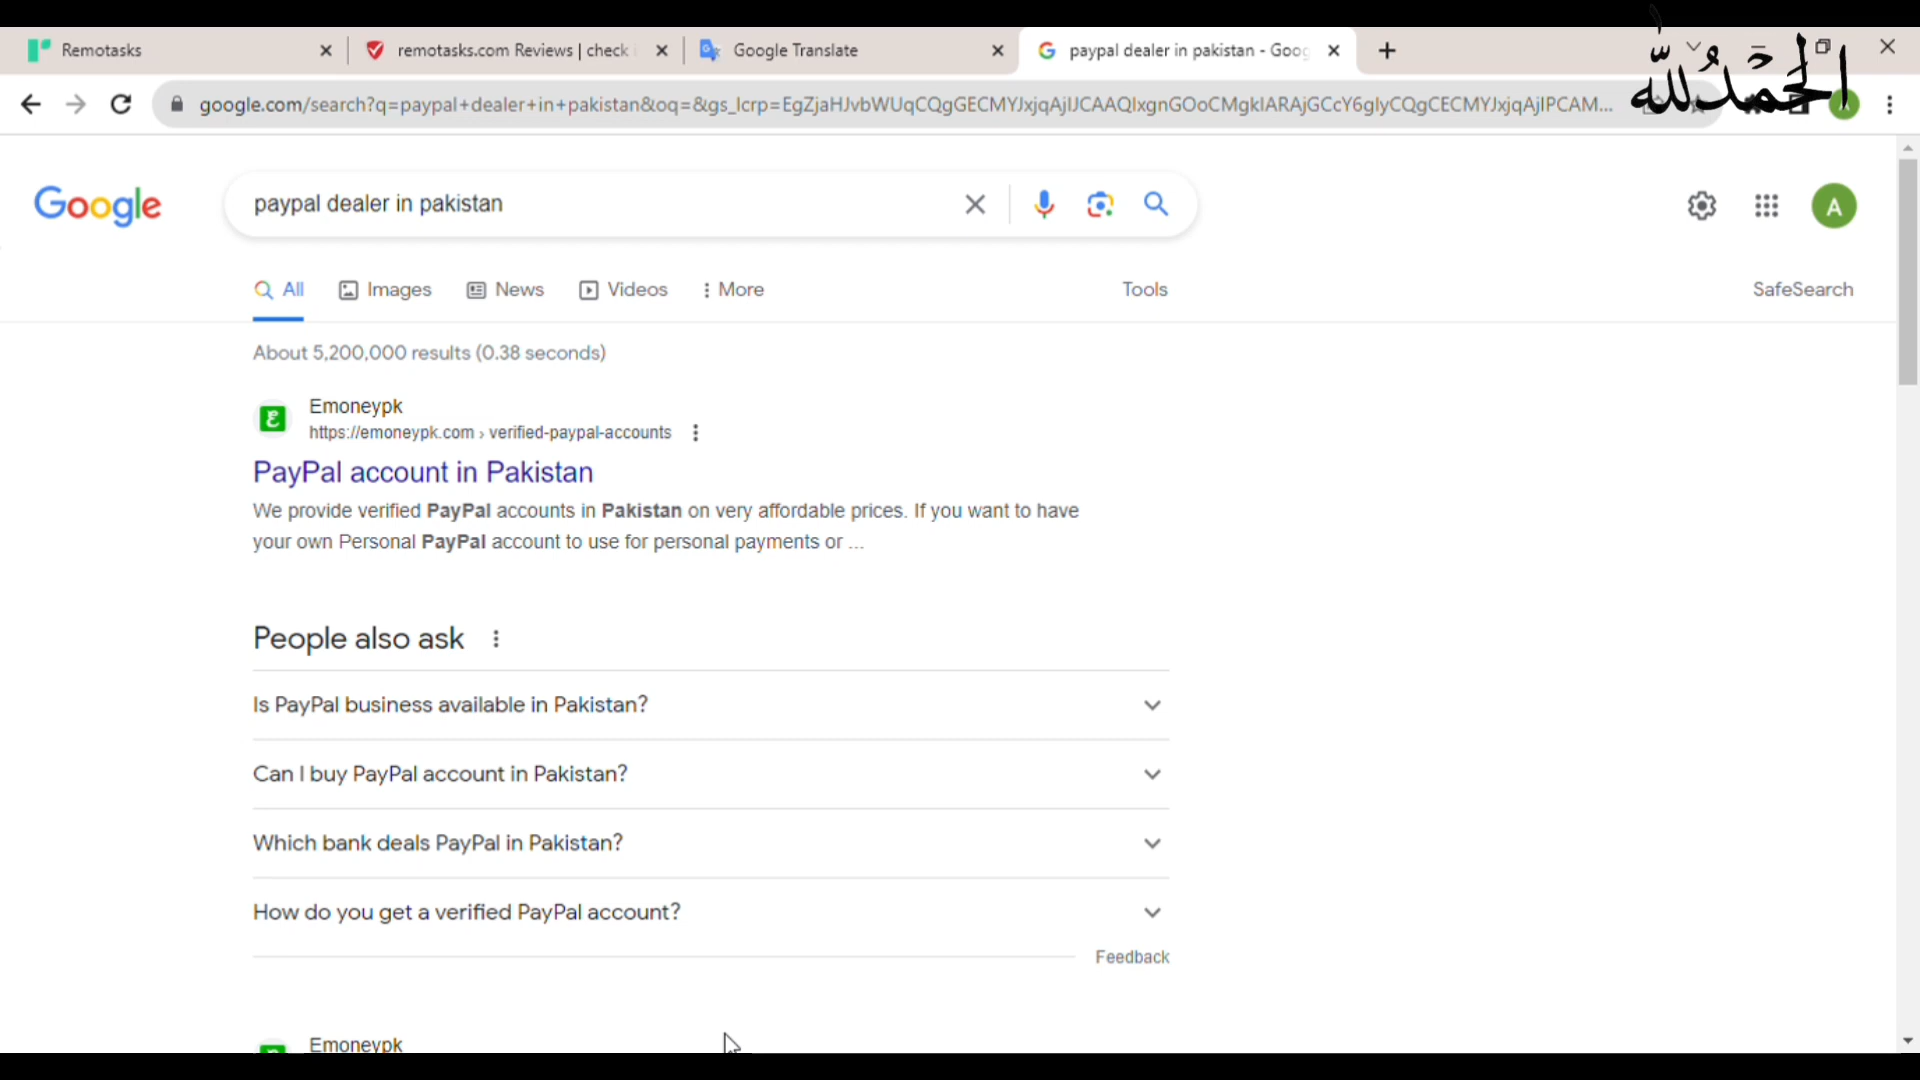 Remotasks
remotasks.com Reviews | check
Google Translate
paypal dealer in pakistan - Goog
google.com/search?q=paypal+dealer+in+pakistan&oq=&gs_lcrp=EgZjaHJvbWUqCQgGECMYJxjqAjIJCAAQIxgnGOoCMgkIARAjGCcY6gIyCQgCECMYJxjqAjIPCAM...
الحمد لله
Google
paypal dealer in pakistan
A
All
Images
News
Videos
More
Tools
SafeSearch
About 5,200,000 results (0.38 seconds)
Emoneypk
https://emoneypk.com › verified-paypal-accounts
PayPal account in Pakistan
We provide verified PayPal accounts in Pakistan on very affordable prices. If you want to have
your own Personal PayPal account to use for personal payments or ...
People also ask
Is PayPal business available in Pakistan?
Can I buy PayPal account in Pakistan?
Which bank deals PayPal in Pakistan?
How do you get a verified PayPal account?
Feedback
Emoneypk